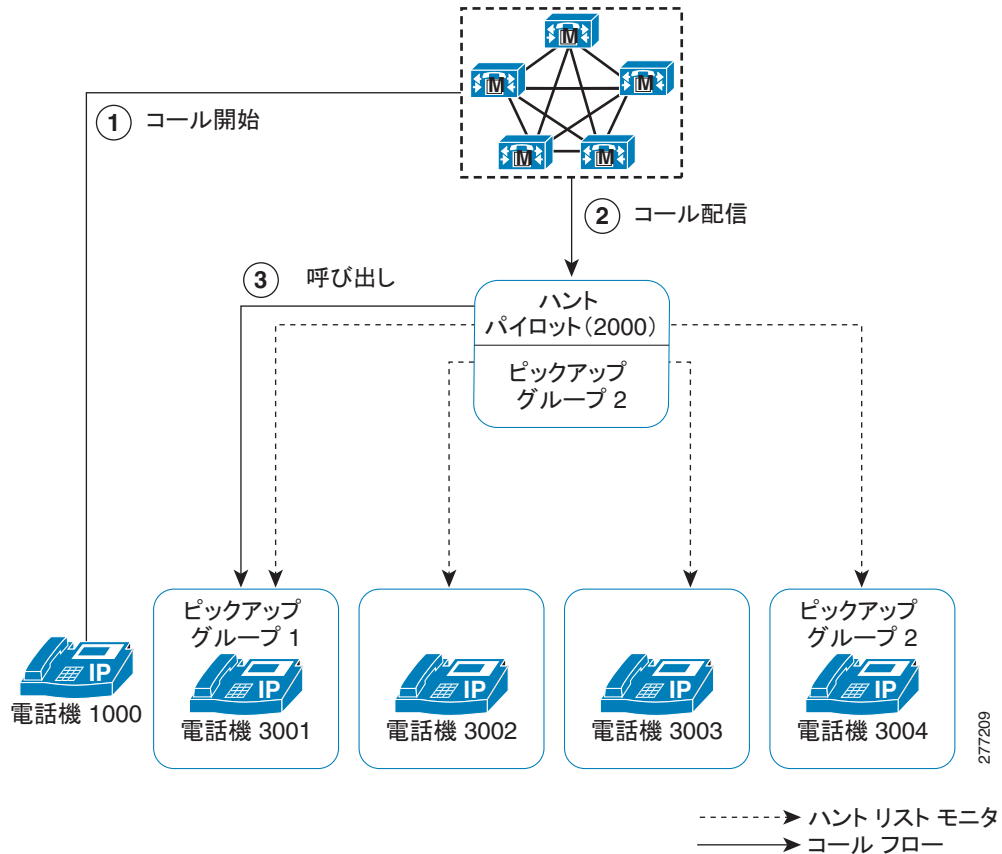 M
M
M
M
M
1 コール開始
2 コール配信
3 呼び出し
ハント
パイロット（2000）
ピックアップ
グループ 2
ピックアップ
グループ 1
IP
電話機 1000
IP
電話機 3001
IP
電話機 3002
IP
電話機 3003
ピックアップ
グループ 2
IP
電話機 3004
277209
ハント リスト モニタ
コール フロー